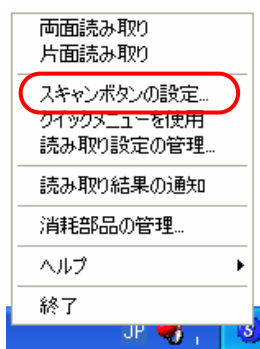 両面読み取り
片面読み取り
スキャンボタンの設定...
クイックメニューを使用
読み取り設定の管理...
読み取り結果の通知
消耗部品の管理...
ヘルプ
終了
JP
S